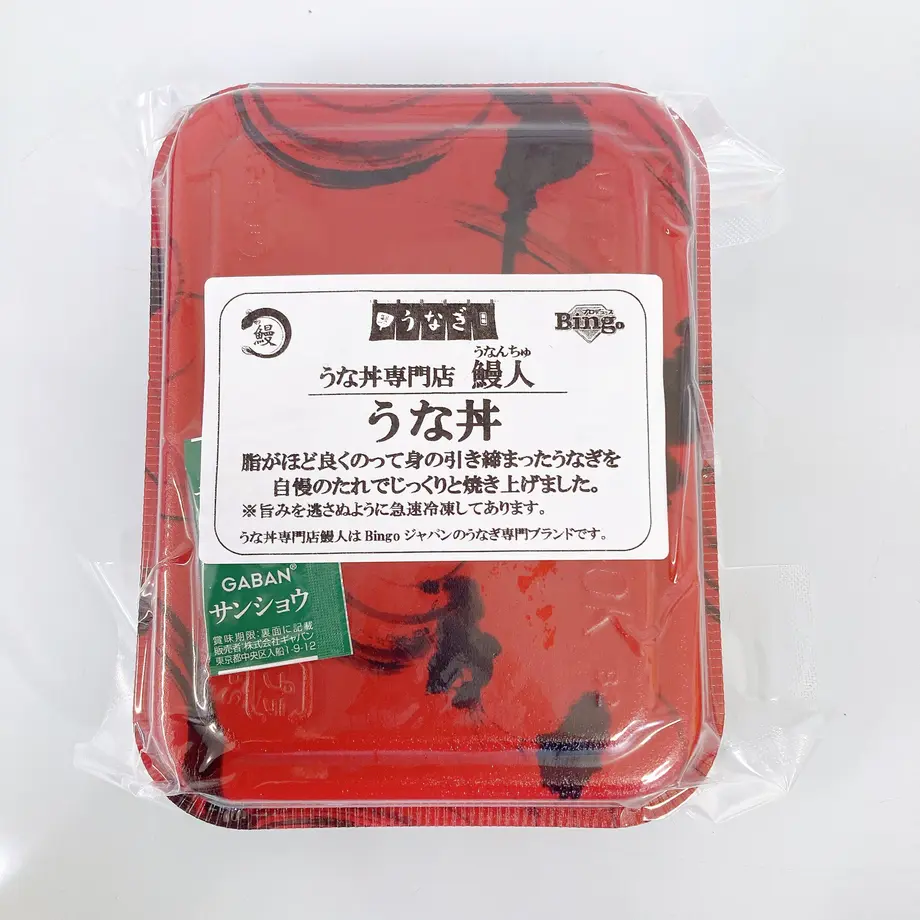 鰻
うなぎ
プロデュース
Bingo
うなんちゅ
うな丼専門店 鰻人
うな丼
脂がほど良くのって身の引き締まったうなぎを
自慢のたれでじっくりと焼き上げました。
※旨みを逃さぬように急速冷凍してあります。
うな丼専門店鰻人は Bingo ジャパンのうなぎ専門ブランドです。
GABAN®
サンショウ
賞味期限:裏面に記載
販売者:株式会社ギャバン
東京都中央区入船1-9-12